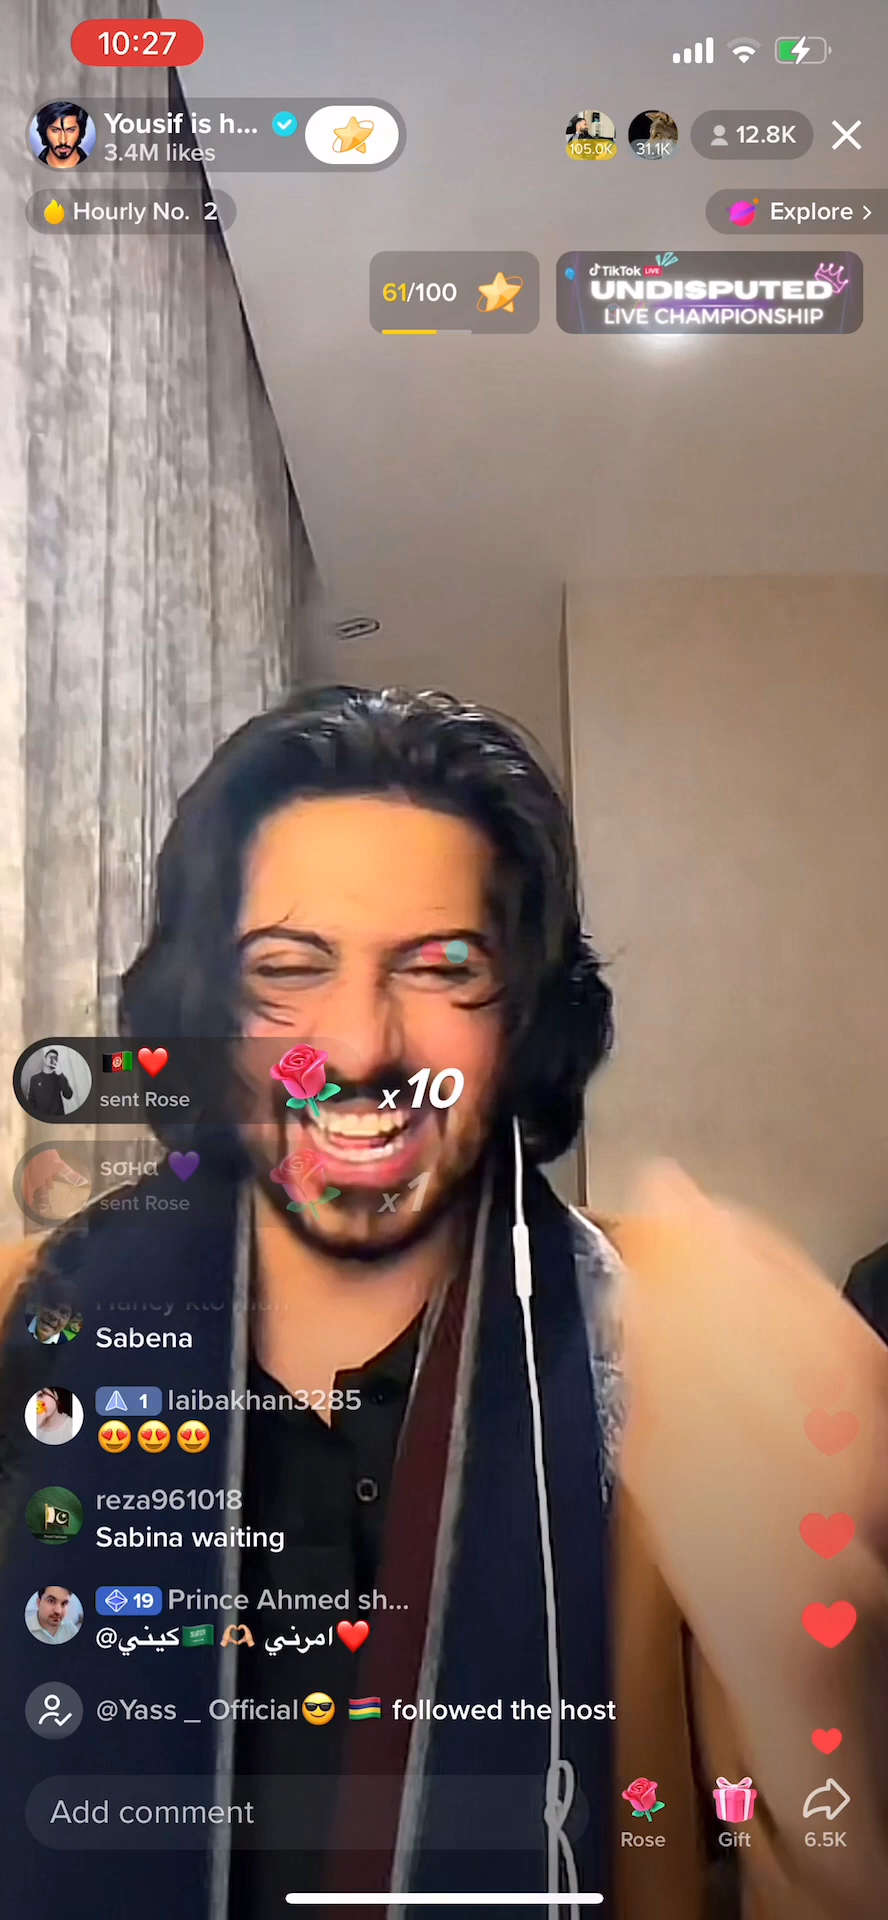 10:27
Yousif is h...
3.4M likes
105.0K
31.1K
12.8K
Hourly No. 2
Explore >
61/100
TikTok LIVE
UNDISPUTED
LIVE CHAMPIONSHIP
sent Rose
x10
sσнα
sent Rose
x1
Sabena
1 laibakhan3285
reza961018
Sabina waiting
19 Prince Ahmed sh...
@كيني امرني
@Yass _ Official followed the host
Add comment
Rose
Gift
6.5K